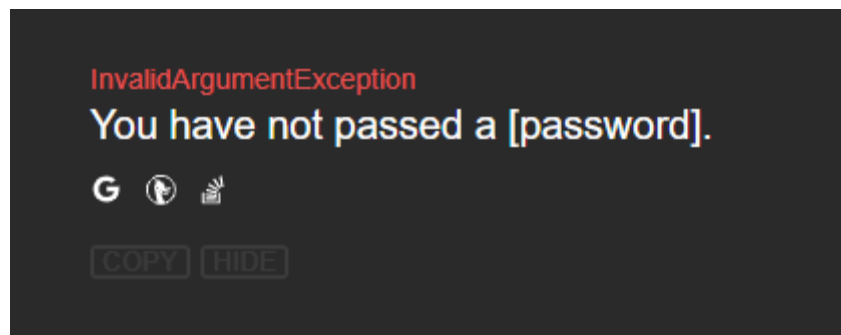 InvalidArgumentException
You have not passed a [password].
G
COPY HIDE